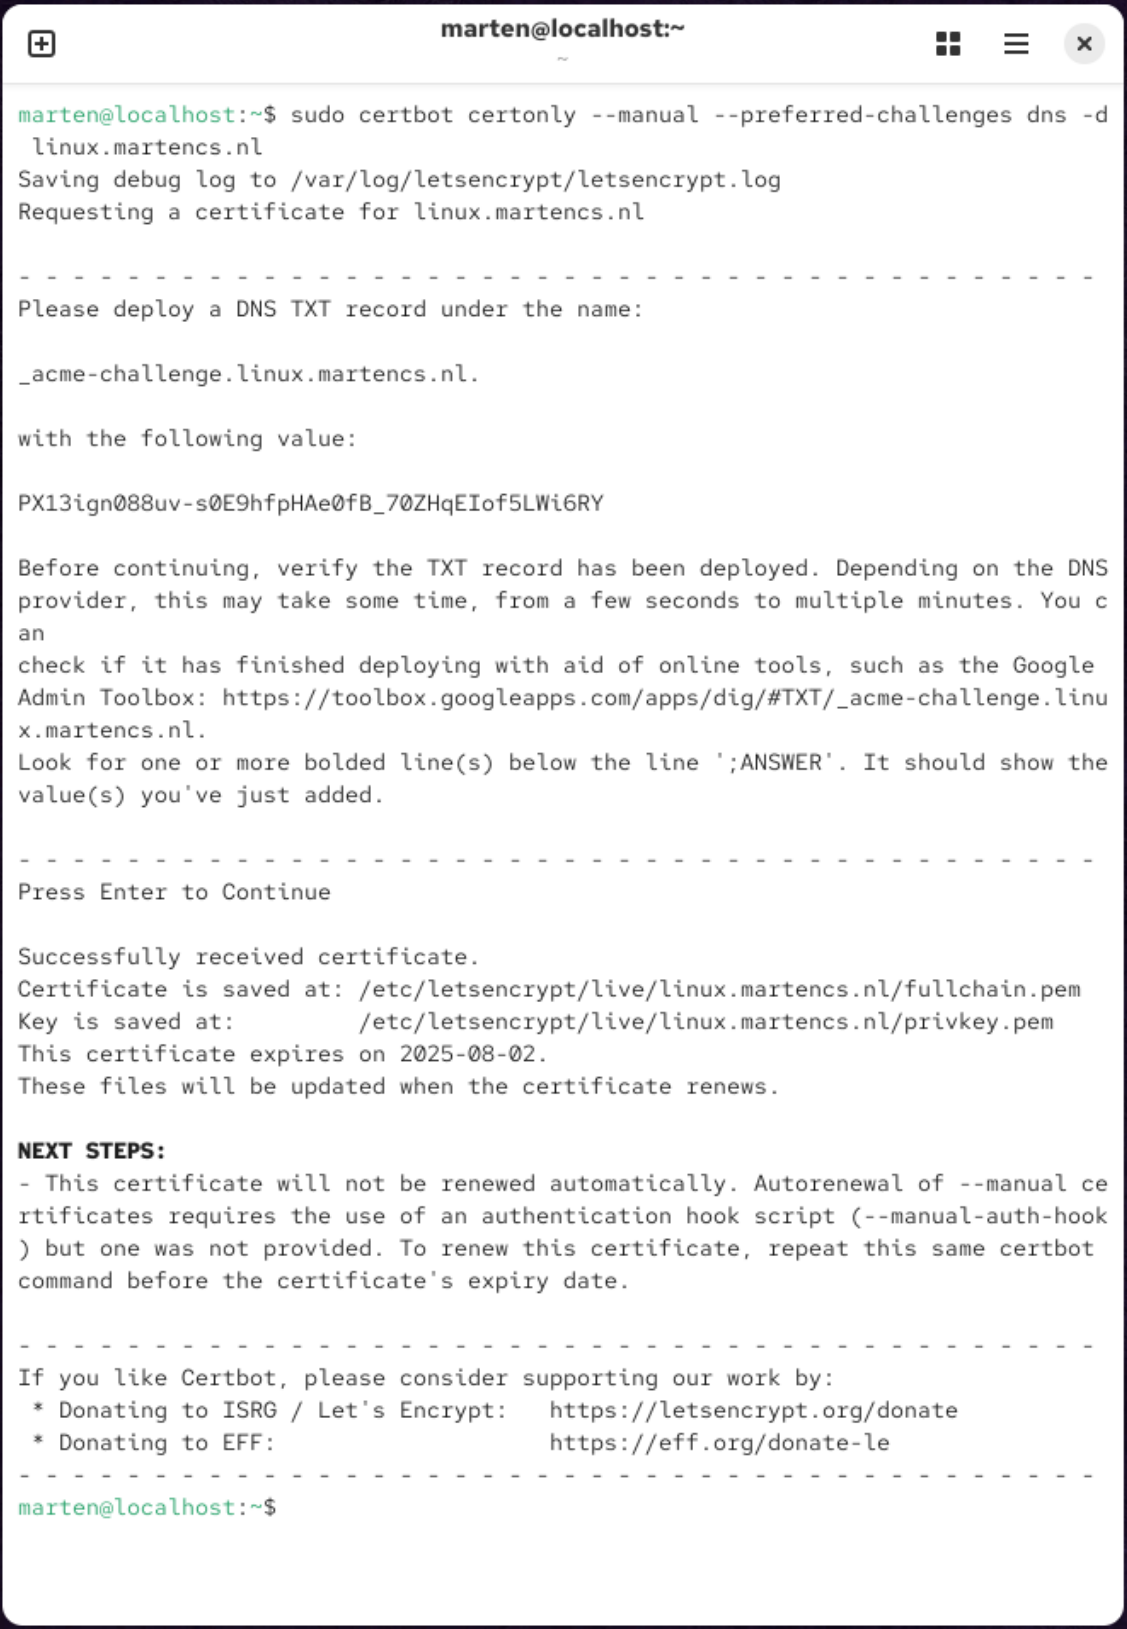 marten@localhost:~
~
marten@localhost:~$ sudo certbot certonly --manual --preferred-challenges dns -d
 linux.martencs.nl
Saving debug log to /var/log/letsencrypt/letsencrypt.log
Requesting a certificate for linux.martencs.nl
- - - - - - - - - - - - - - - - - - - - - - - - - - - - - - - - - - - - - - - -
Please deploy a DNS TXT record under the name:
_acme-challenge.linux.martencs.nl.
with the following value:
PX13ign088uv-s0E9hfpHAe0fB_70ZHqEIof5LWi6RY
Before continuing, verify the TXT record has been deployed. Depending on the DNS
provider, this may take some time, from a few seconds to multiple minutes. You c
an
check if it has finished deploying with aid of online tools, such as the Google
Admin Toolbox: https://toolbox.googleapps.com/apps/dig/#TXT/_acme-challenge.linu
x.martencs.nl.
Look for one or more bolded line(s) below the line ';ANSWER'. It should show the
value(s) you've just added.
- - - - - - - - - - - - - - - - - - - - - - - - - - - - - - - - - - - - - - - -
Press Enter to Continue
Successfully received certificate.
Certificate is saved at: /etc/letsencrypt/live/linux.martencs.nl/fullchain.pem
Key is saved at:         /etc/letsencrypt/live/linux.martencs.nl/privkey.pem
This certificate expires on 2025-08-02.
These files will be updated when the certificate renews.
NEXT STEPS:
- This certificate will not be renewed automatically. Autorenewal of --manual ce
rtificates requires the use of an authentication hook script (--manual-auth-hook
) but one was not provided. To renew this certificate, repeat this same certbot
command before the certificate's expiry date.
- - - - - - - - - - - - - - - - - - - - - - - - - - - - - - - - - - - - - - - -
If you like Certbot, please consider supporting our work by:
 * Donating to ISRG / Let's Encrypt:   https://letsencrypt.org/donate
 * Donating to EFF:                    https://eff.org/donate-le
- - - - - - - - - - - - - - - - - - - - - - - - - - - - - - - - - - - - - - - -
marten@localhost:~$